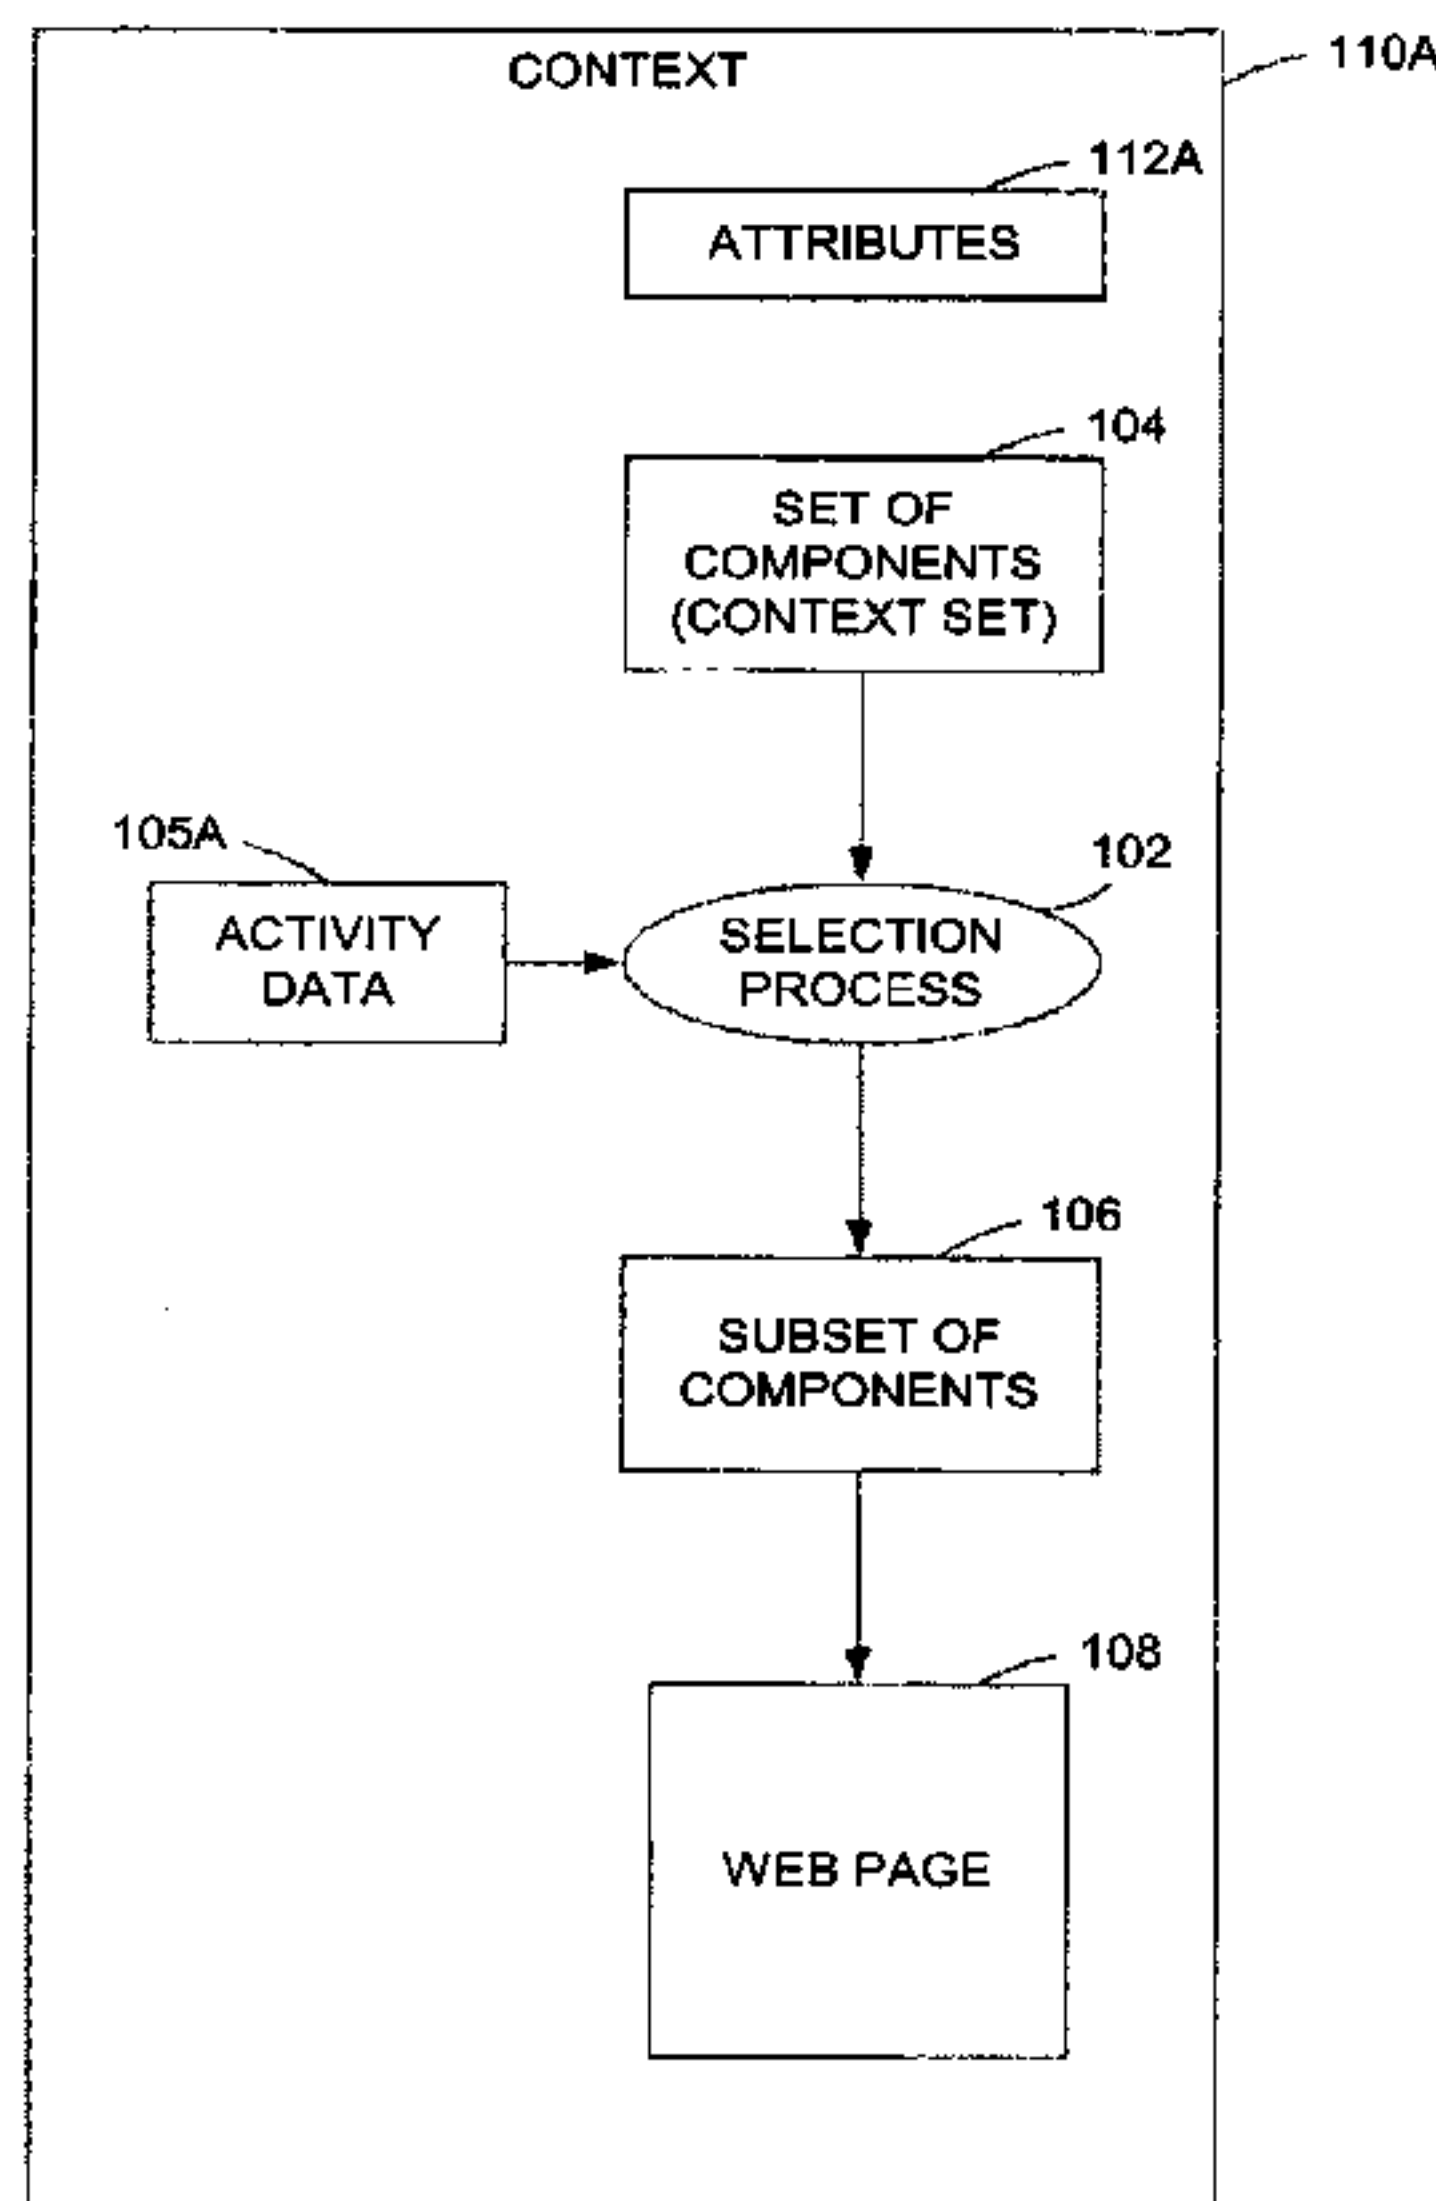 CONTEXT
110A
112A
ATTRIBUTES
104
SET OF
COMPONENTS
(CONTEXT SET)
105A
102
ACTIVITY
DATA
SELECTION
PROCESS
106
SUBSET OF
COMPONENTS
108
WEB PAGE